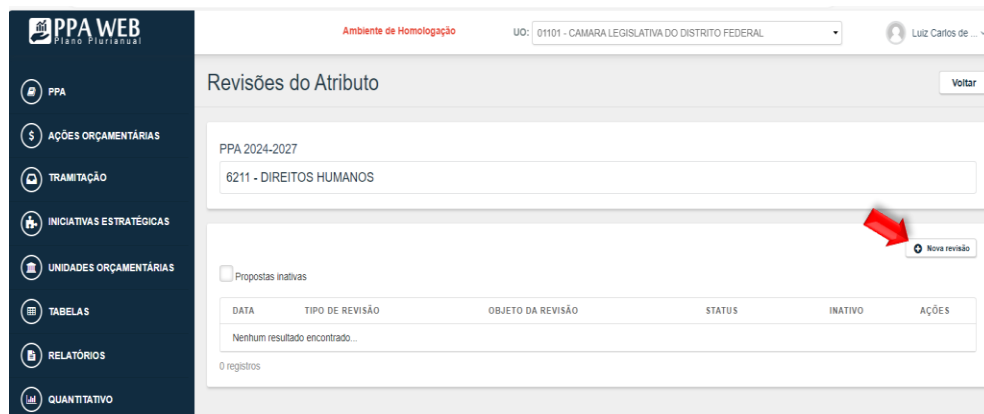 PPA WEB
Plano Plurianual
Ambiente de Homologação
UO: 01101 - CAMARA LEGISLATIVA DO DISTRITO FEDERAL
Luiz Carlos de ...
PPA
AÇÕES ORÇAMENTÁRIAS
TRAMITAÇÃO
INICIATIVAS ESTRATÉGICAS
UNIDADES ORÇAMENTÁRIAS
TABELAS
RELATÓRIOS
QUANTITATIVO
Revisões do Atributo
Voltar
PPA 2024-2027
6211 - DIREITOS HUMANOS
Nova revisão
Propostas inativas
DATA TIPO DE REVISÃO OBJETO DA REVISÃO STATUS INATIVO AÇÕES
Nenhum resultado encontrado...
0 registros